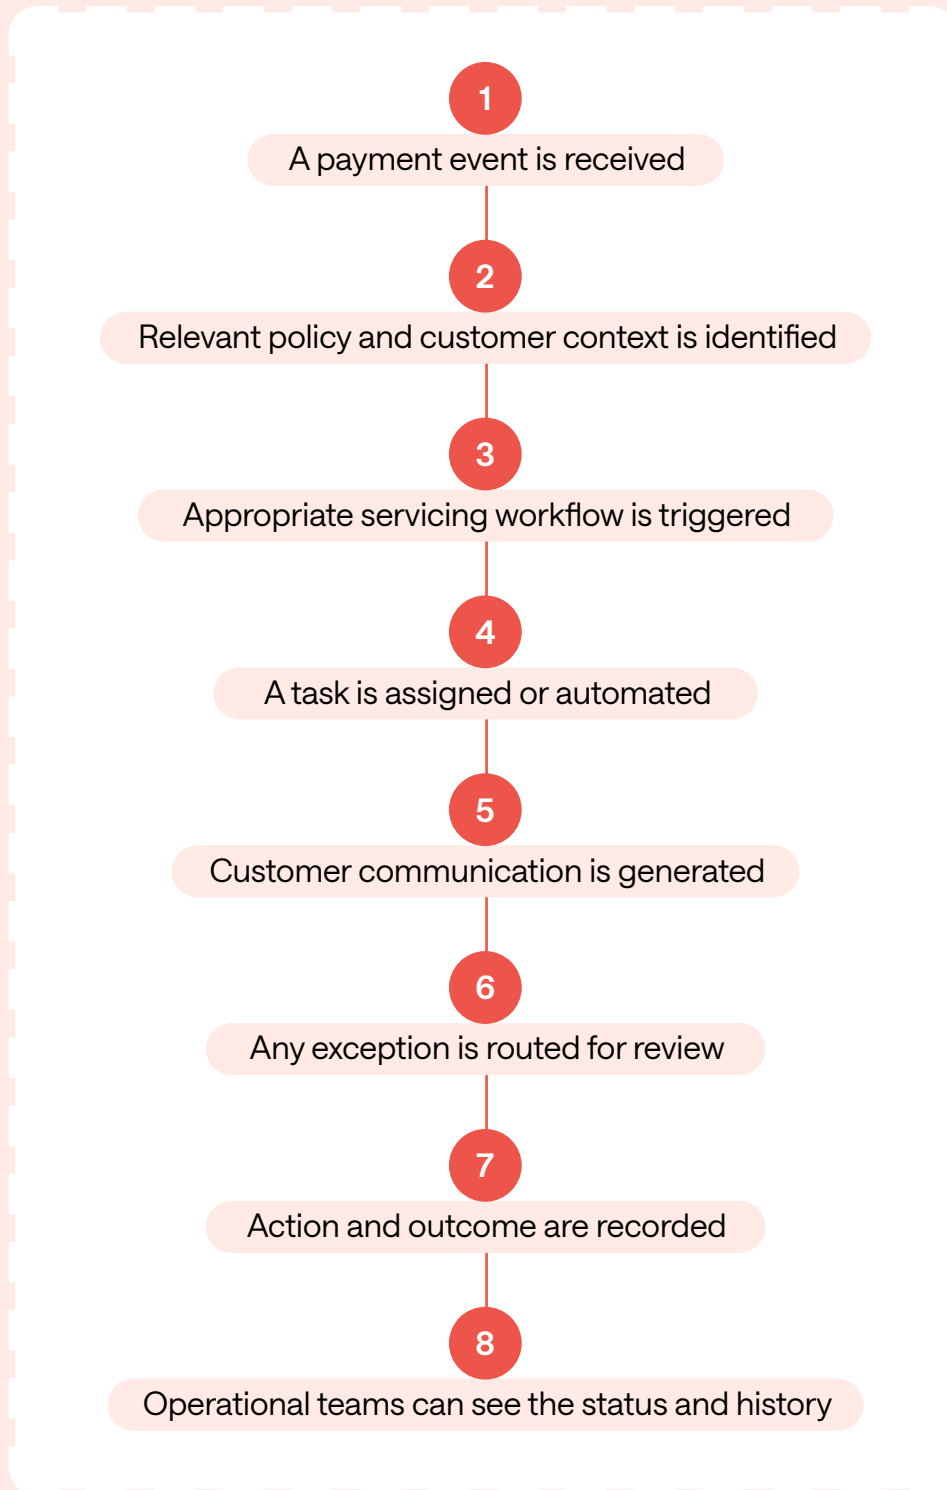 1
A payment event is received
2
Relevant policy and customer context is identified
3
Appropriate servicing workflow is triggered
4
A task is assigned or automated
5
Customer communication is generated
6
Any exception is routed for review
7
Action and outcome are recorded
8
Operational teams can see the status and history